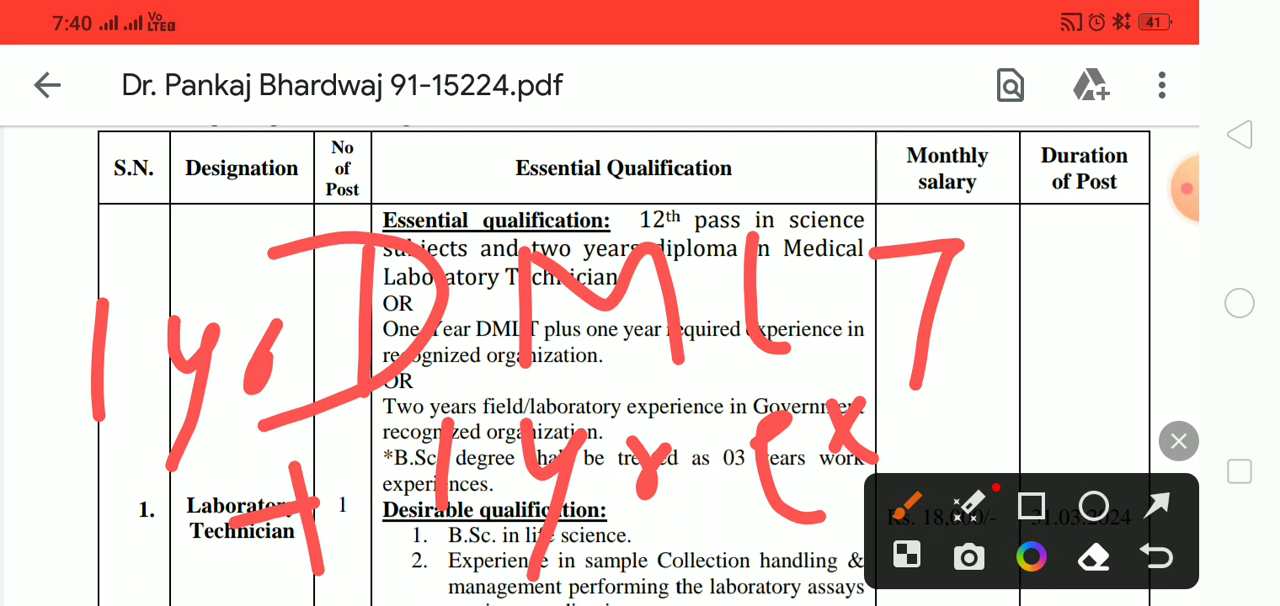 7:40 Vo LTE 41
Dr. Pankaj Bhardwaj 91-15224.pdf
S.N. Designation No of Post Essential Qualification Monthly salary Duration of Post
Essential qualification: 12th pass in science
subjects and two years diploma in Medical
Laboratory Technician
OR
One Year DMLT plus one year required experience in
recognized organization.
OR
Two years field/laboratory experience in Government
recognized organization.
*B.Sc. degree shall be treated as 03 years work
experiences.
1. Laboratory Technician 1
Desirable qualification:
1. B.Sc. in life science.
2. Experience in sample Collection handling &
management performing the laboratory assays
Rs. 18,000/- 31.03.2024
1 yr DMLT
+ 1 yr ex